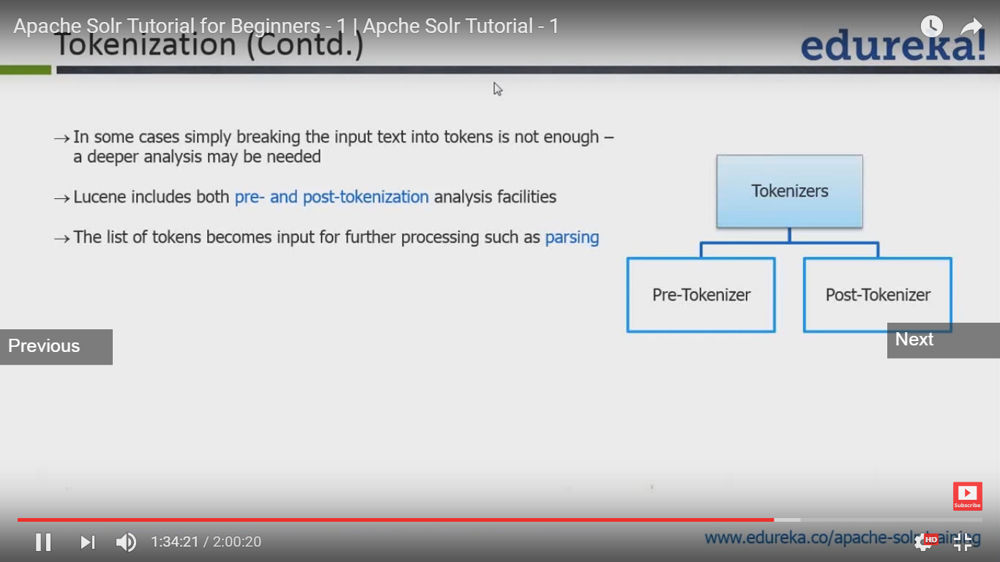 Apache Solr Tutorial for Beginners - 1 | Apche Solr Tutorial - 1
Tokenization (Contd.)
edureka!
→ In some cases simply breaking the input text into tokens is not enough –
a deeper analysis may be needed
→ Lucene includes both pre- and post-tokenization analysis facilities
→ The list of tokens becomes input for further processing such as parsing
Tokenizers
Pre-Tokenizer
Post-Tokenizer
Previous
Next
Subscribe
1:34:21 / 2:00:20
www.edureka.co/apache-solr-training
HD